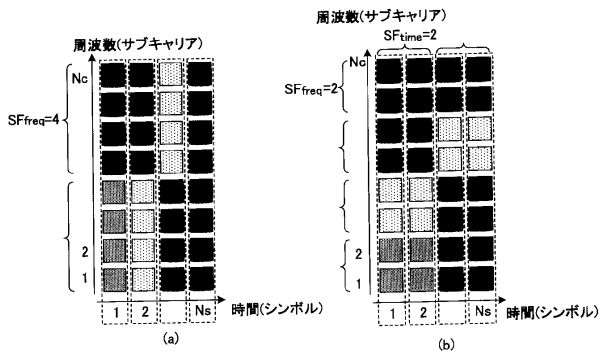 周波数(サブキャリア)
Nc
SFfreq=4
2
1
1 2 Ns 時間(シンボル)
(a)
周波数(サブキャリア)
SFtime=2
Nc
SFfreq=2
2
1
1 2 Ns 時間(シンボル)
(b)